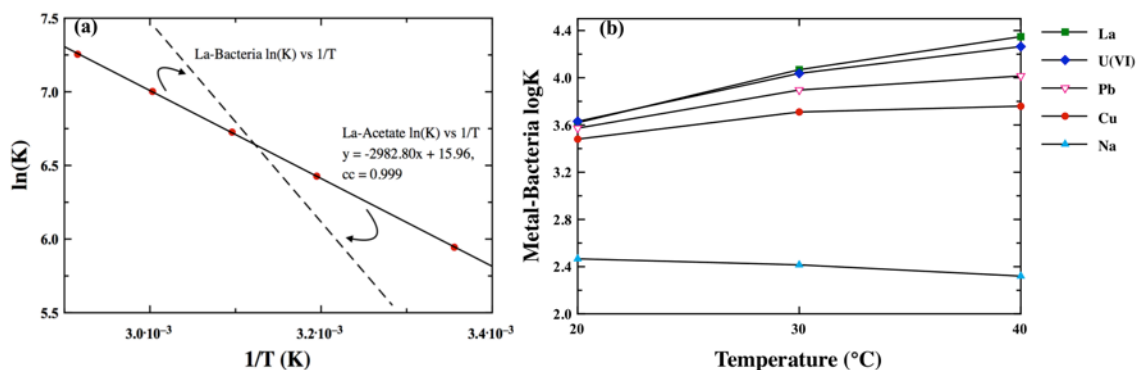 (a)
ln(K)
7.5
7.0
6.5
6.0
5.5
La-Bacteria ln(K) vs 1/T
La-Acetate ln(K) vs 1/T
y = -2982.80x + 15.96,
cc = 0.999
3.0·10⁻³
3.2·10⁻³
3.4·10⁻³
1/T (K)
(b)
Metal-Bacteria logK
4.4
4.0
3.6
3.2
2.8
2.4
2.0
20
30
40
Temperature (°C)
La
U(VI)
Pb
Cu
Na